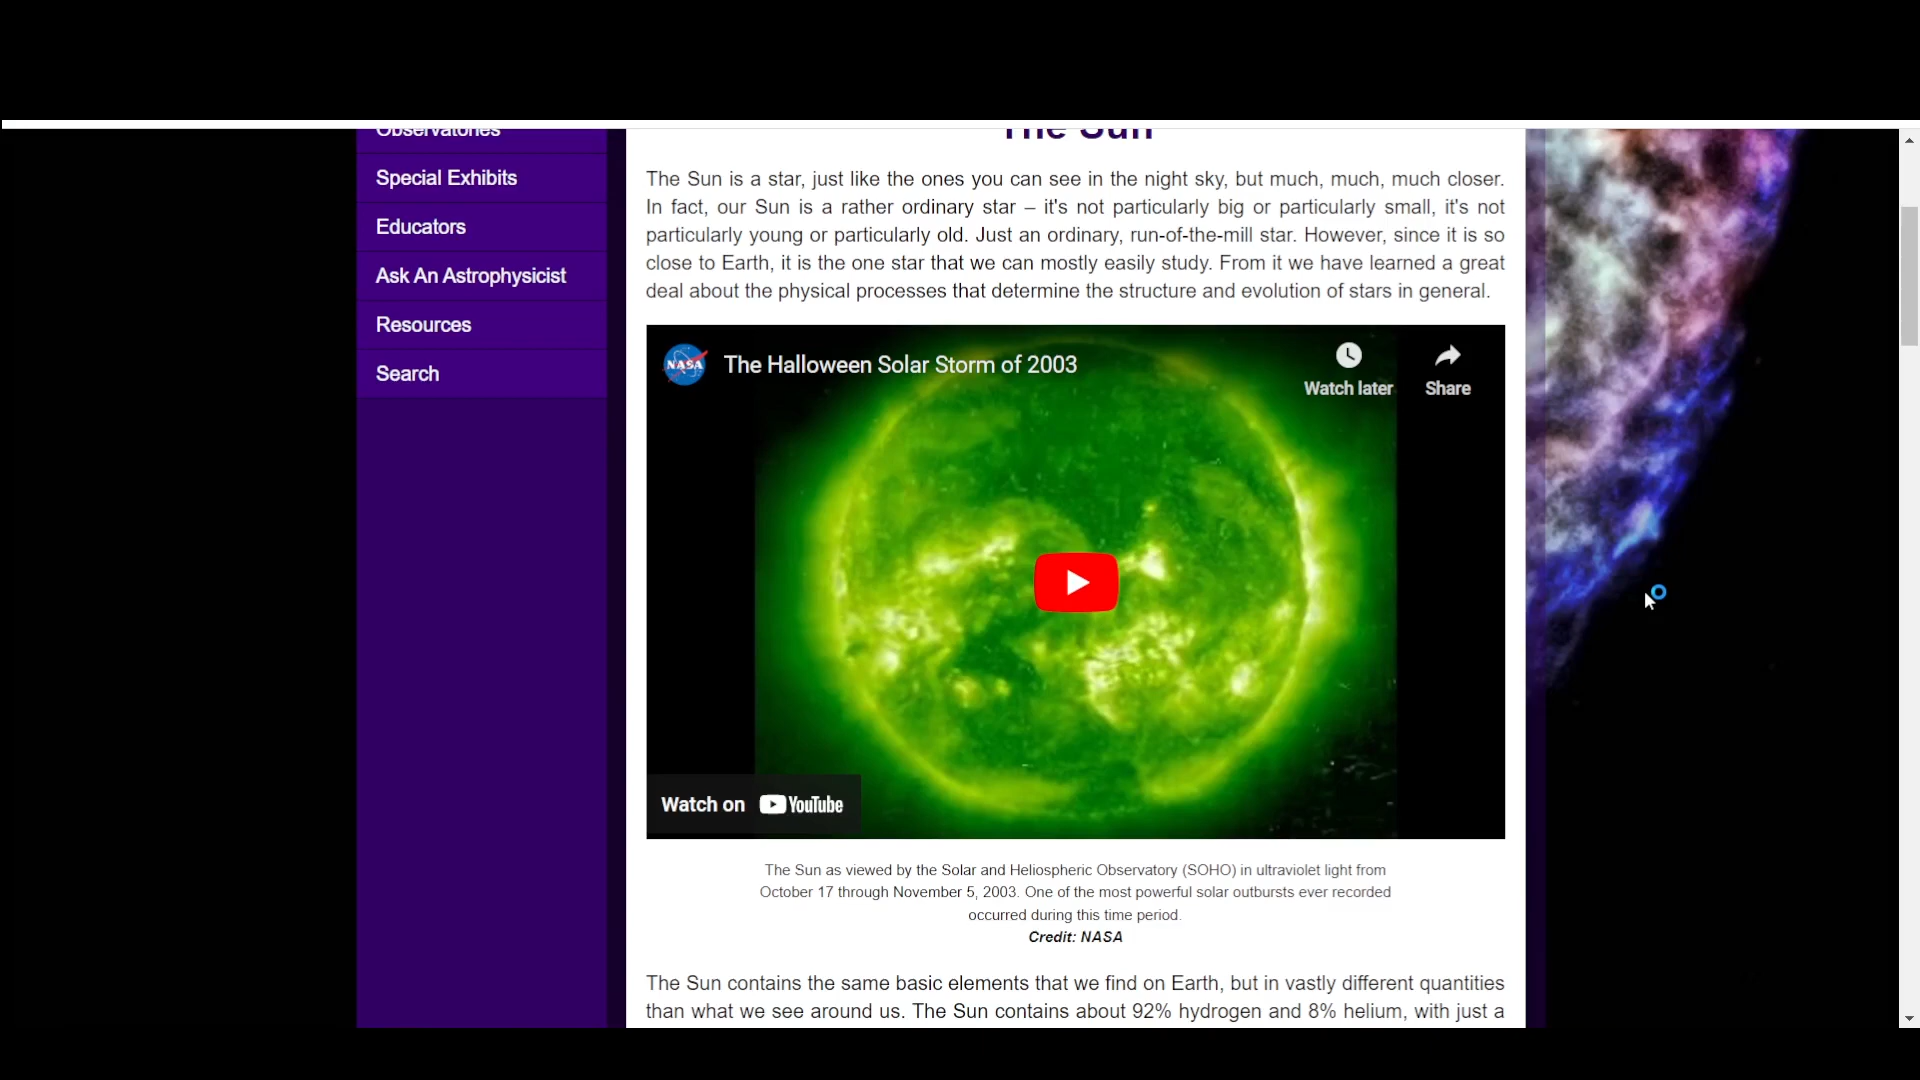 Observatories
Special Exhibits
Educators
Ask An Astrophysicist
Resources
Search
The Sun
The Sun is a star, just like the ones you can see in the night sky, but much, much, much closer.
In fact, our Sun is a rather ordinary star – it's not particularly big or particularly small, it's not
particularly young or particularly old. Just an ordinary, run-of-the-mill star. However, since it is so
close to Earth, it is the one star that we can mostly easily study. From it we have learned a great
deal about the physical processes that determine the structure and evolution of stars in general.
NASA
The Halloween Solar Storm of 2003
Watch later
Share
Watch on YouTube
The Sun as viewed by the Solar and Heliospheric Observatory (SOHO) in ultraviolet light from
October 17 through November 5, 2003. One of the most powerful solar outbursts ever recorded
occurred during this time period.
Credit: NASA
The Sun contains the same basic elements that we find on Earth, but in vastly different quantities
than what we see around us. The Sun contains about 92% hydrogen and 8% helium, with just a